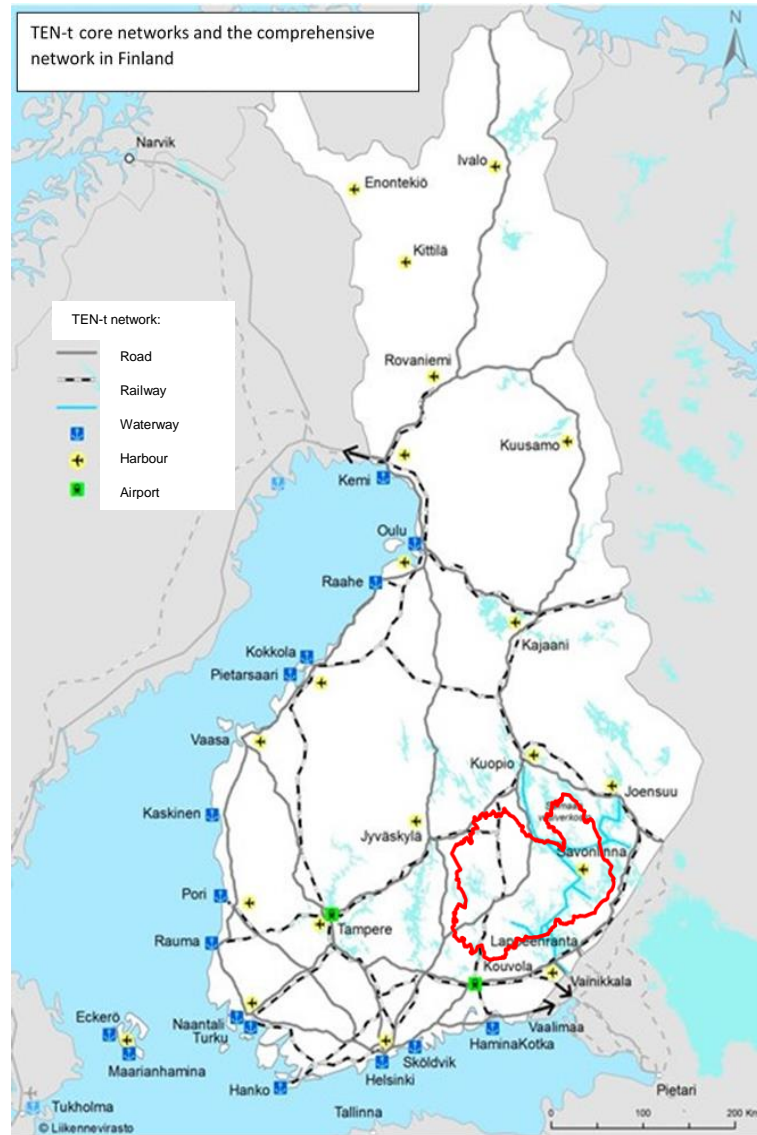 TEN-t core networks and the comprehensive
network in Finland
N
Narvik
Ivalo
Enontekiö
Kittilä
TEN-t network:
Road
Railway
Waterway
Harbour
Airport
Rovaniemi
Kuusamo
Kemi
Oulu
Raahe
Kajaani
Kokkola
Pietarsaari
Vaasa
Kuopio
Joensuu
Kaskinen
Jyväskylä
Savonlinna
Pori
Tampere
Rauma
Lappeenranta
Kouvola
Vainikkala
Eckerö
Naantali
Turku
Vaalimaa
HaminaKotka
Maarianhamina
Sköldvik
Helsinki
Hanko
Pietari
Tukholma
Tallinna
0 100 200 Km
© Liikennevirasto